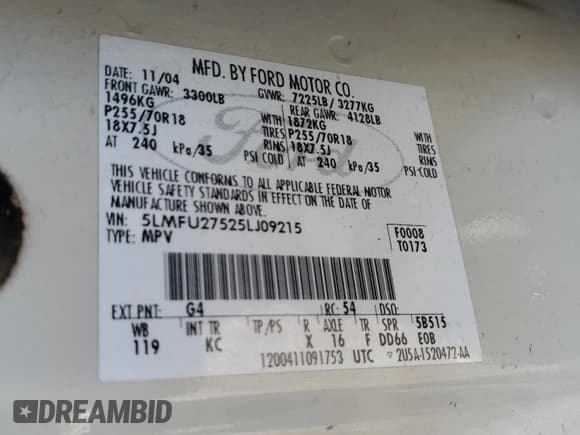 MFD. BY FORD MOTOR CO.
DATE: 11/04 GVWR: 7225LB / 3277KG
FRONT GAWR: 3300LB REAR GAWR: 4128LB
1496KG WITH 1872KG WITH
P255/70R18 TIRES P255/70R18 TIRES
18X7.5J RIMS 18X7.5J RIMS
AT 240 kPa/35 PSI COLD AT 240 kPa/35 PSI COLD
THIS VEHICLE CONFORMS TO ALL APPLICABLE FEDERAL MOTOR
VEHICLE SAFETY STANDARDS IN EFFECT ON THE DATE OF
MANUFACTURE SHOWN ABOVE.
VIN: 5LMFU27525LJ09215 F0008
TYPE: MPV T0173
EXT PNT: G4 RC: 54 DSO:
WB INT TR TP/PS R AXLE TR SPR 5B515
119 KC X 16 F DD66 E0B
1200411091753 UTC ▽ 2U5A-1520472-AA
Ford
DREAMBID